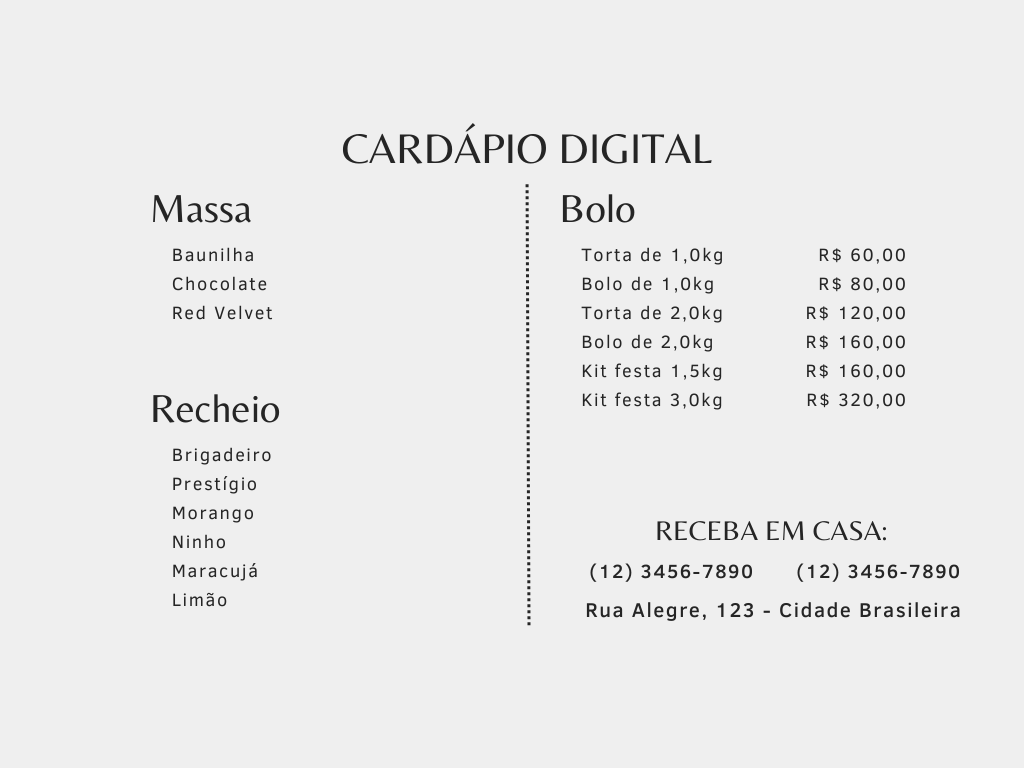 CARDÁPIO DIGITAL
Massa
Baunilha
Chocolate
Red Velvet
Recheio
Brigadeiro
Prestígio
Morango
Ninho
Maracujá
Limão
Bolo
Torta de 1,0kg R$ 60,00
Bolo de 1,0kg R$ 80,00
Torta de 2,0kg R$ 120,00
Bolo de 2,0kg R$ 160,00
Kit festa 1,5kg R$ 160,00
Kit festa 3,0kg R$ 320,00
RECEBA EM CASA:
(12) 3456-7890 (12) 3456-7890
Rua Alegre, 123 - Cidade Brasileira